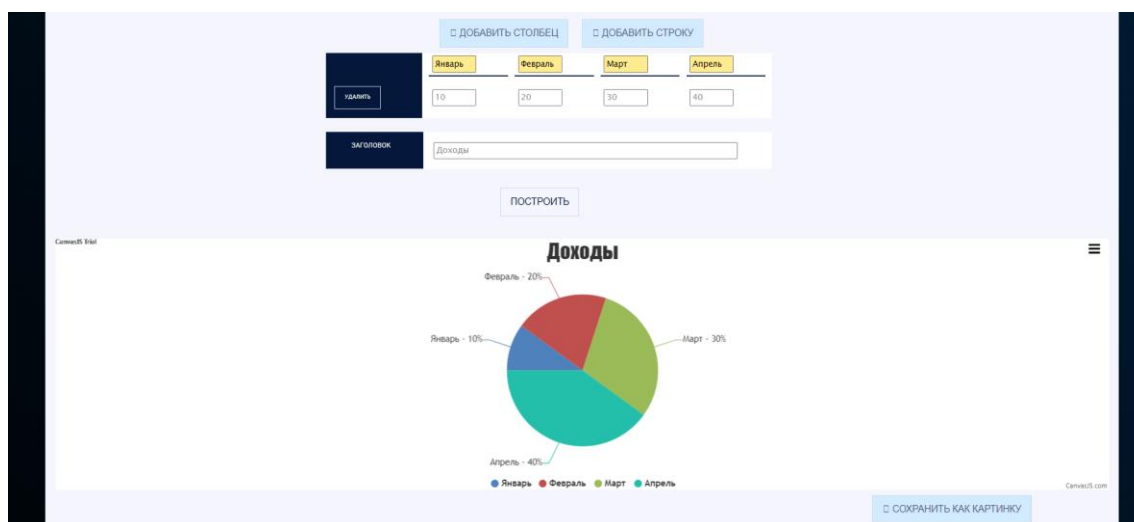 ДОБАВИТЬ СТОЛБЕЦ ДОБАВИТЬ СТРОКУ
Январь Февраль Март Апрель
УДАЛИТЬ 10 20 30 40
ЗАГОЛОВОК Доходы
ПОСТРОИТЬ
CanvasJS Trial
Доходы
Февраль - 20%
Январь - 10% Март - 30%
Апрель - 40%
Январь Февраль Март Апрель
CanvasJS.com
СОХРАНИТЬ КАК КАРТИНКУ